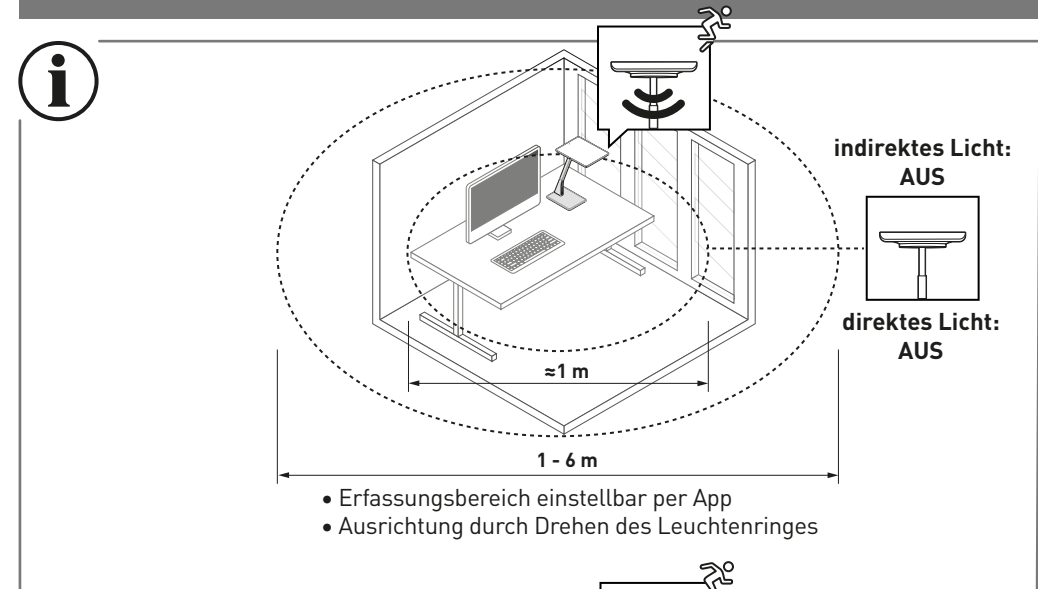 i
indirektes Licht:
AUS
direktes Licht:
AUS
≈1 m
1 - 6 m
• Erfassungsbereich einstellbar per App
• Ausrichtung durch Drehen des Leuchtenringes